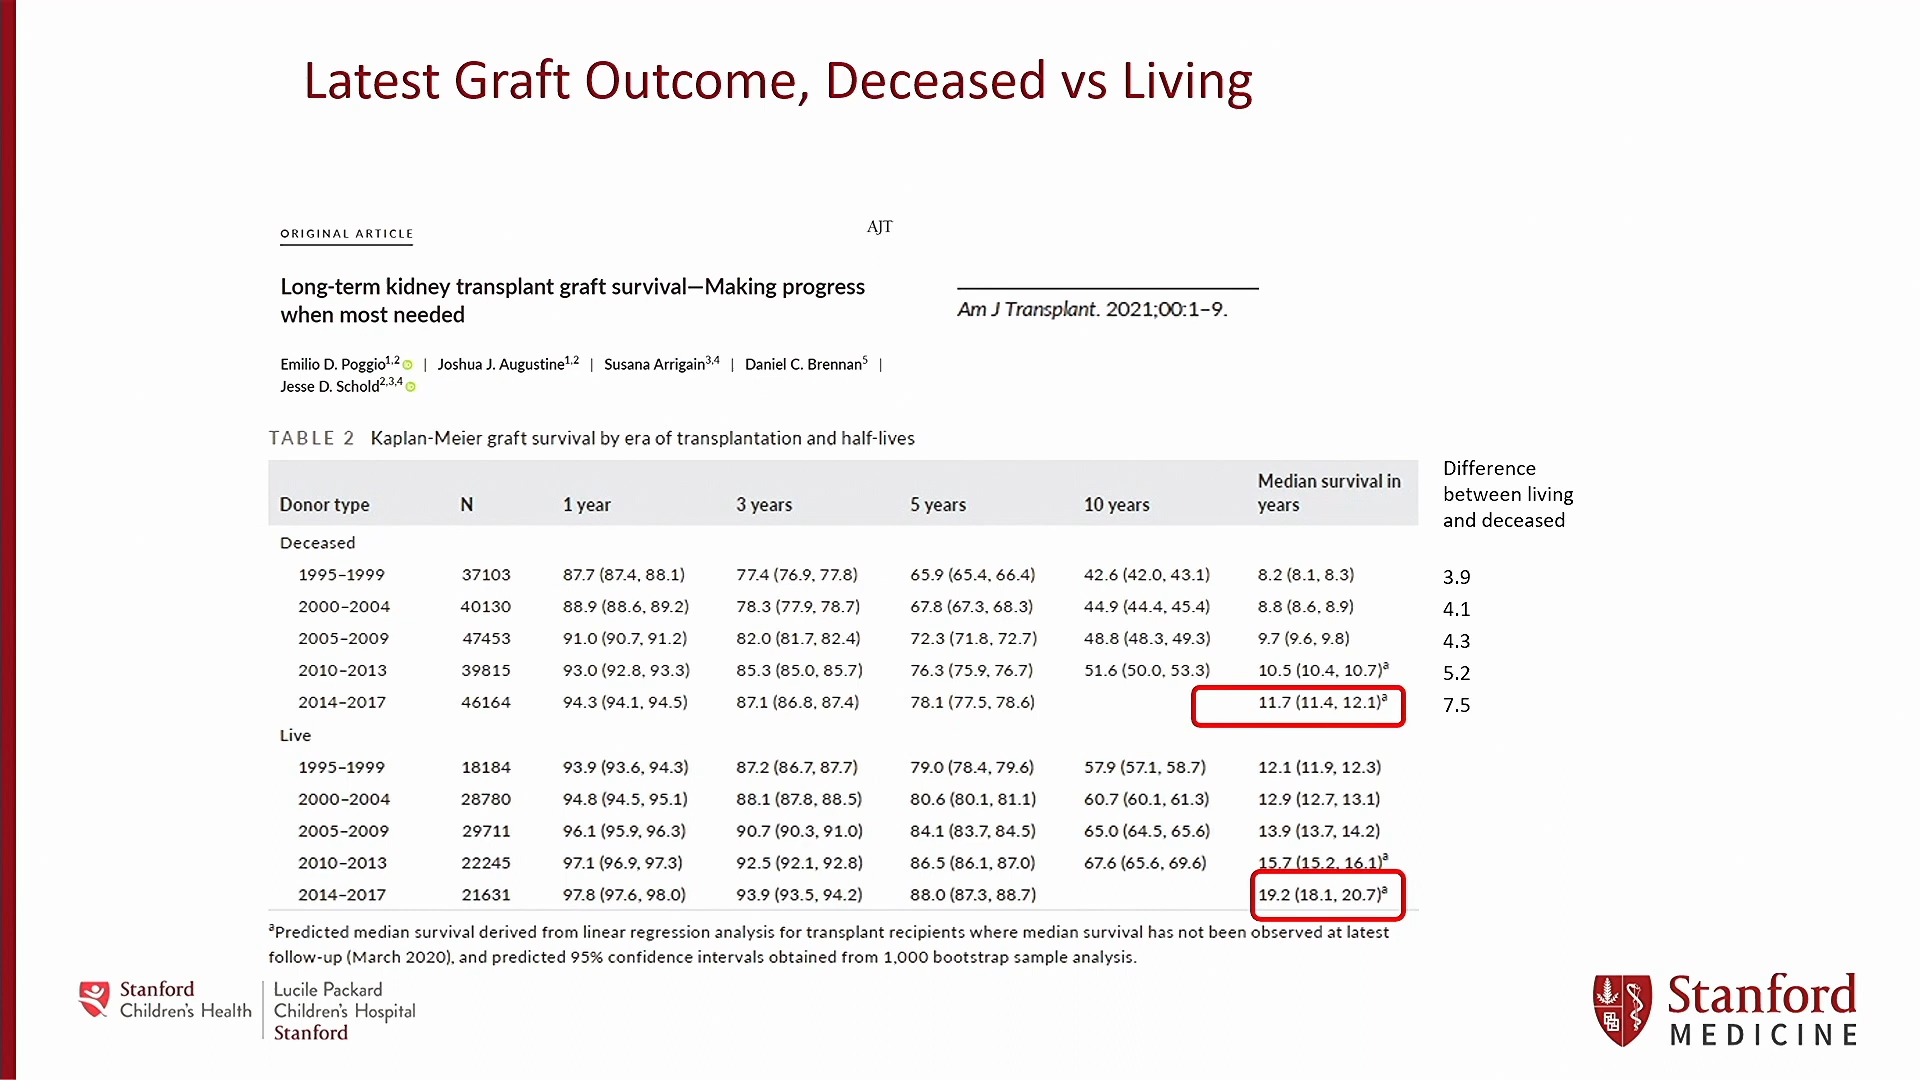 Latest Graft Outcome, Deceased vs Living
ORIGINAL ARTICLE
AJT
Long-term kidney transplant graft survival—Making progress
when most needed
Am J Transplant. 2021;00:1–9.
Emilio D. Poggio1,2 | Joshua J. Augustine1,2 | Susana Arrigain3,4 | Daniel C. Brennan5 |
Jesse D. Schold2,3,4
TABLE 2 Kaplan-Meier graft survival by era of transplantation and half-lives
Donor type N 1 year 3 years 5 years 10 years Median survival in
years
Difference
between living
and deceased
Deceased
1995–1999 37103 87.7 (87.4, 88.1) 77.4 (76.9, 77.8) 65.9 (65.4, 66.4) 42.6 (42.0, 43.1) 8.2 (8.1, 8.3) 3.9
2000–2004 40130 88.9 (88.6, 89.2) 78.3 (77.9, 78.7) 67.8 (67.3, 68.3) 44.9 (44.4, 45.4) 8.8 (8.6, 8.9) 4.1
2005–2009 47453 91.0 (90.7, 91.2) 82.0 (81.7, 82.4) 72.3 (71.8, 72.7) 48.8 (48.3, 49.3) 9.7 (9.6, 9.8) 4.3
2010–2013 39815 93.0 (92.8, 93.3) 85.3 (85.0, 85.7) 76.3 (75.9, 76.7) 51.6 (50.0, 53.3) 10.5 (10.4, 10.7)a 5.2
2014–2017 46164 94.3 (94.1, 94.5) 87.1 (86.8, 87.4) 78.1 (77.5, 78.6) 11.7 (11.4, 12.1)a 7.5
Live
1995–1999 18184 93.9 (93.6, 94.3) 87.2 (86.7, 87.7) 79.0 (78.4, 79.6) 57.9 (57.1, 58.7) 12.1 (11.9, 12.3)
2000–2004 28780 94.8 (94.5, 95.1) 88.1 (87.8, 88.5) 80.6 (80.1, 81.1) 60.7 (60.1, 61.3) 12.9 (12.7, 13.1)
2005–2009 29711 96.1 (95.9, 96.3) 90.7 (90.3, 91.0) 84.1 (83.7, 84.5) 65.0 (64.5, 65.6) 13.9 (13.7, 14.2)
2010–2013 22245 97.1 (96.9, 97.3) 92.5 (92.1, 92.8) 86.5 (86.1, 87.0) 67.6 (65.6, 69.6) 15.7 (15.2, 16.1)a
2014–2017 21631 97.8 (97.6, 98.0) 93.9 (93.5, 94.2) 88.0 (87.3, 88.7) 19.2 (18.1, 20.7)a
aPredicted median survival derived from linear regression analysis for transplant recipients where median survival has not been observed at latest
follow-up (March 2020), and predicted 95% confidence intervals obtained from 1,000 bootstrap sample analysis.
Stanford
Children's Health
Lucile Packard
Children's Hospital
Stanford
Stanford
MEDICINE